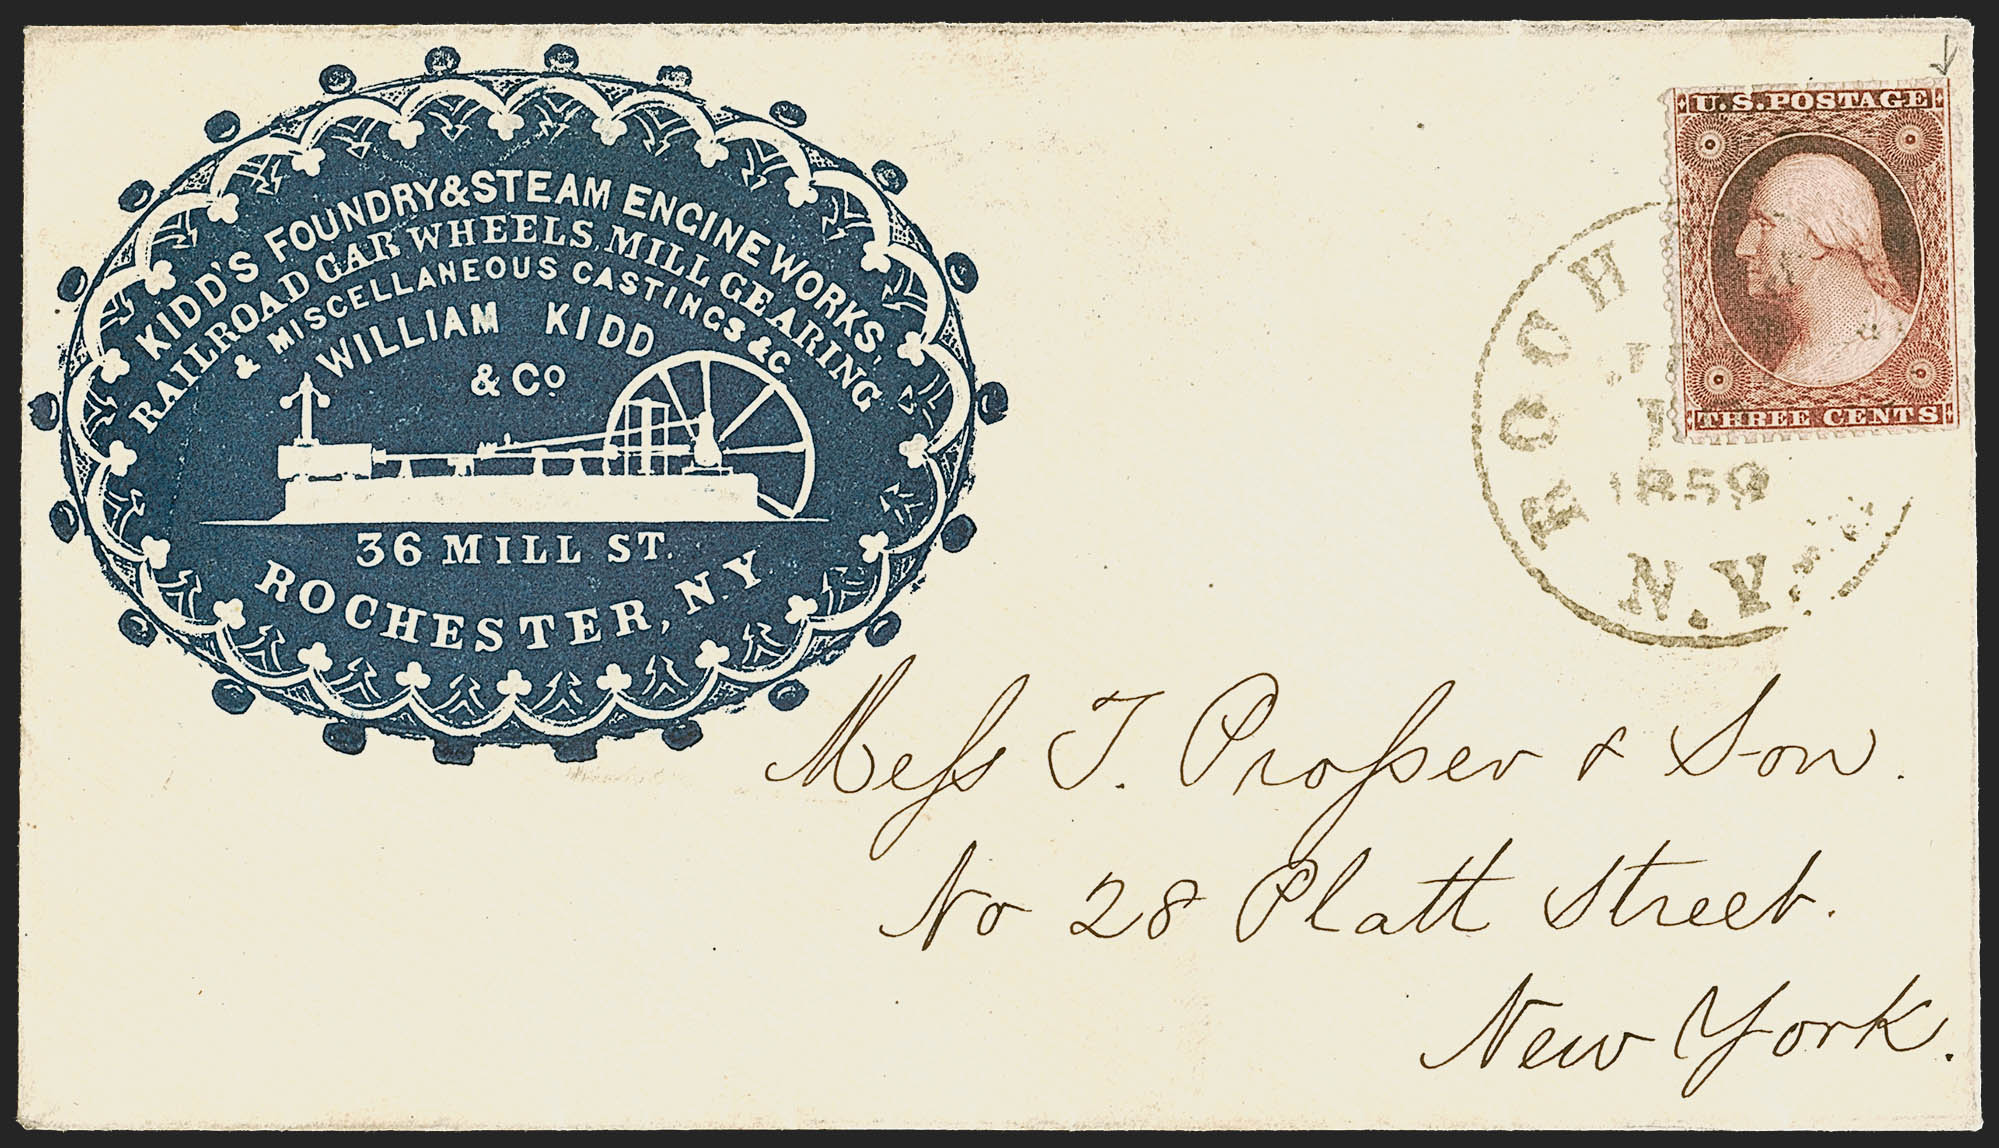 KIDD'S FOUNDRY & STEAM ENGINE WORKS,
RAILROAD CAR WHEELS, MILL GEARING
& MISCELLANEOUS CASTINGS &C
WILLIAM KIDD
& Co
36 MILL ST.
ROCHESTER, N.Y
U.S. POSTAGE
THREE CENTS
ROCH
1859
N.Y.
Mess T. Prosser & Son.
No 28 Platt Street.
New York.